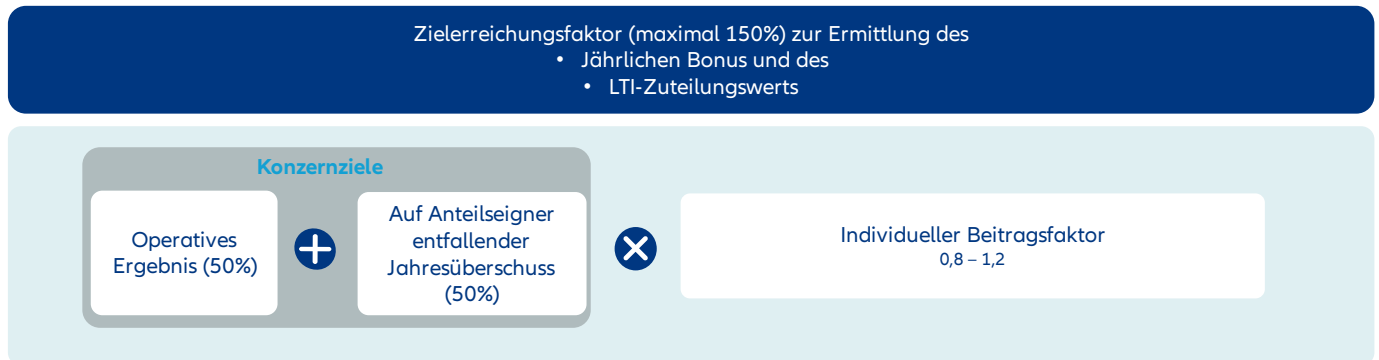 Zielerreichungsfaktor (maximal 150%) zur Ermittlung des
• Jährlichen Bonus und des
• LTI-Zuteilungswerts
Konzernziele
Operatives
Ergebnis (50%)
Auf Anteilseigner
entfallender
Jahresüberschuss
(50%)
Individueller Beitragsfaktor
0,8 – 1,2